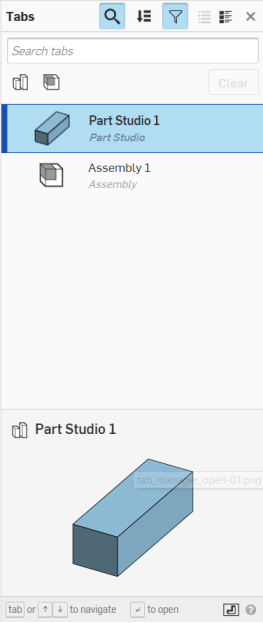 Tabs
Search tabs
Clear
Part Studio 1
Part Studio
Assembly 1
Assembly
Part Studio 1
tab_manager_open-01.png
tab or ↑ ↓ to navigate ↵ to open